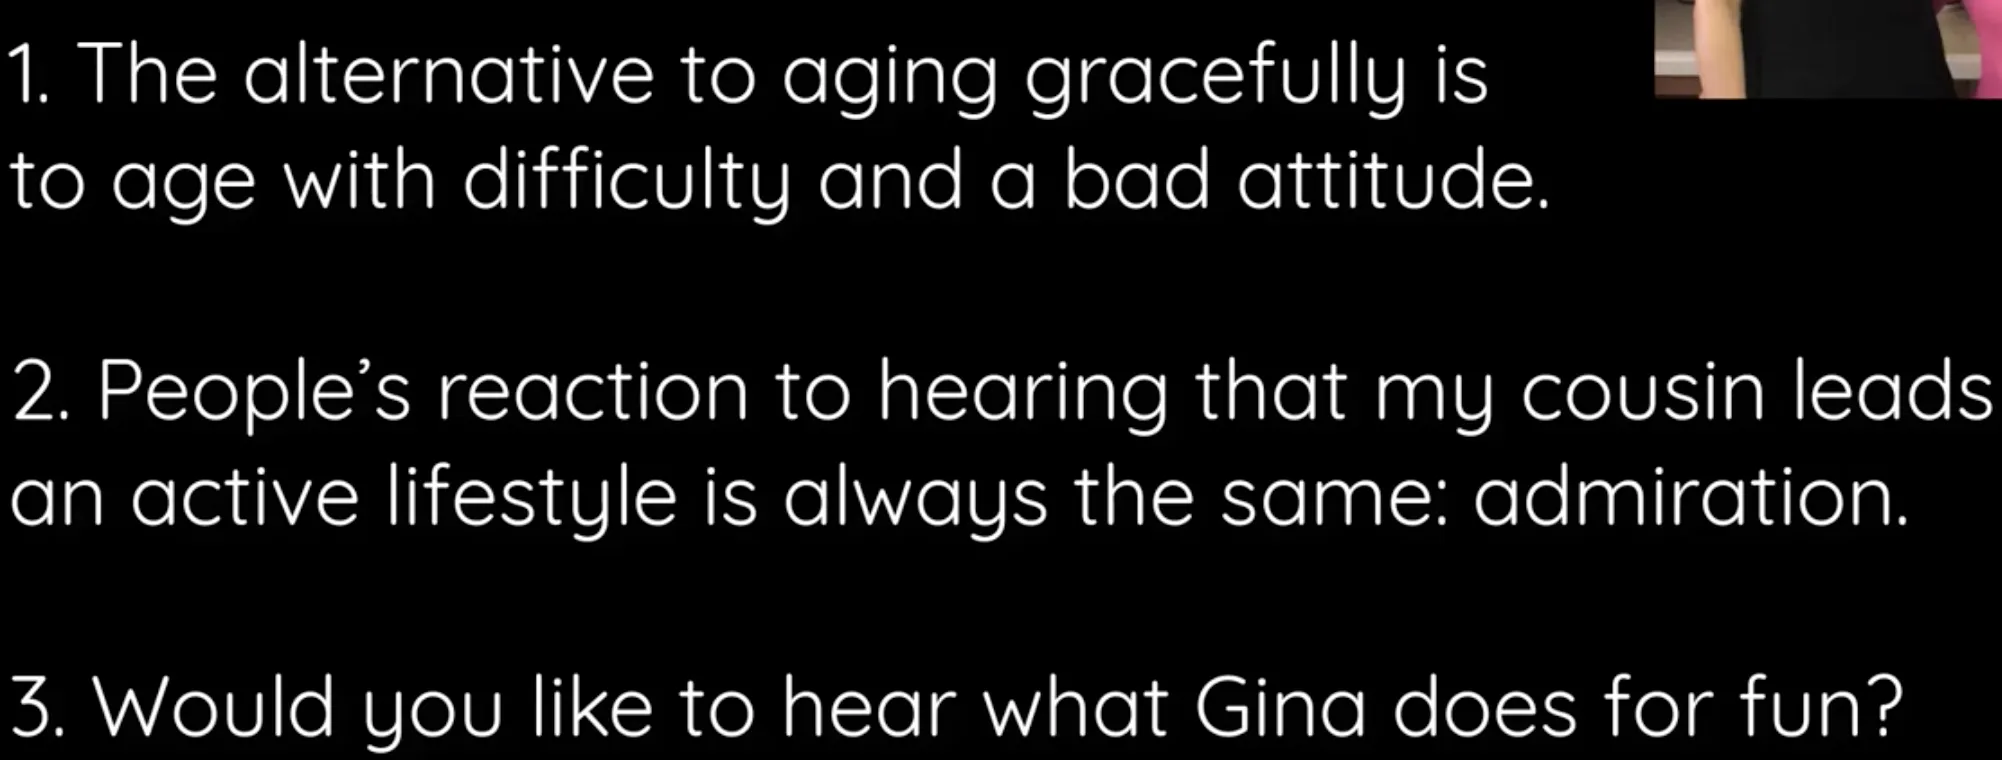 1. The alternative to aging gracefully is
to age with difficulty and a bad attitude.
2. People’s reaction to hearing that my cousin leads
an active lifestyle is always the same: admiration.
3. Would you like to hear what Gina does for fun?